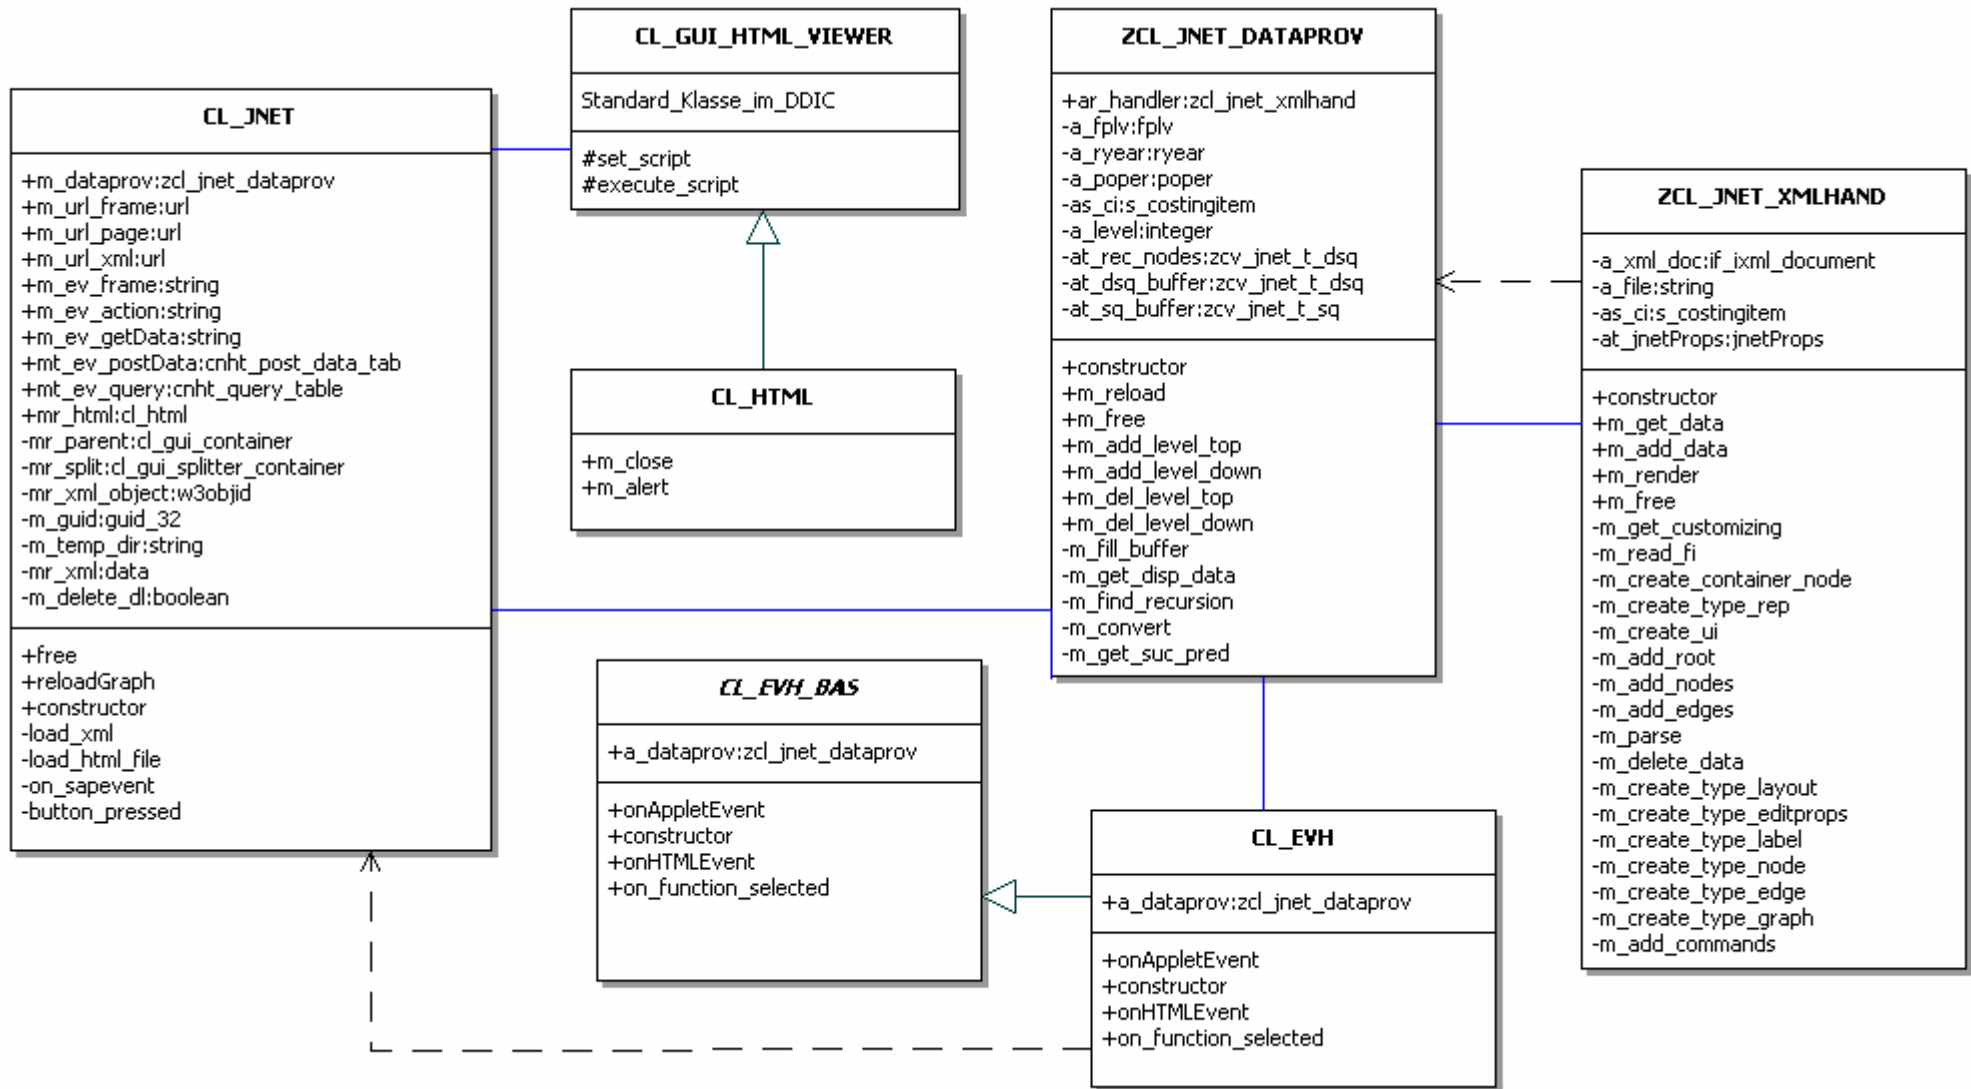 CL_JNET
+m_dataprov:zcl_jnet_dataprov
+m_url_frame:url
+m_url_page:url
+m_url_xml:url
+m_ev_frame:string
+m_ev_action:string
+m_ev_getData:string
+mt_ev_postData:cnht_post_data_tab
+mt_ev_query:cnht_query_table
+mr_html:cl_html
-mr_parent:cl_gui_container
-mr_split:cl_gui_splitter_container
-mr_xml_object:w3objid
-m_guid:guid_32
-m_temp_dir:string
-mr_xml:data
-m_delete_dl:boolean
+free
+reloadGraph
+constructor
-load_xml
-load_html_file
-on_sapevent
-button_pressed
CL_GUI_HTML_VIEWER
Standard_Klasse_im_DDIC
#set_script
#execute_script
CL_HTML
+m_close
+m_alert
CL_EVH_BAS
+a_dataprov:zcl_jnet_dataprov
+onAppletEvent
+constructor
+onHTMLEvent
+on_function_selected
ZCL_JNET_DATAPROV
+ar_handler:zcl_jnet_xmlhand
-a_fplv:fplv
-a_ryear:ryear
-a_poper:poper
-as_ci:s_costingitem
-a_level:integer
-at_rec_nodes:zcv_jnet_t_dsq
-at_dsq_buffer:zcv_jnet_t_dsq
-at_sq_buffer:zcv_jnet_t_sq
+constructor
+m_reload
+m_free
+m_add_level_top
+m_add_level_down
+m_del_level_top
+m_del_level_down
-m_fill_buffer
-m_get_disp_data
-m_find_recursion
-m_convert
-m_get_suc_pred
CL_EVH
+a_dataprov:zcl_jnet_dataprov
+onAppletEvent
+constructor
+onHTMLEvent
+on_function_selected
ZCL_JNET_XMLHAND
-a_xml_doc:if_ixml_document
-a_file:string
-as_ci:s_costingitem
-at_jnetProps:jnetProps
+constructor
+m_get_data
+m_add_data
+m_render
+m_free
-m_get_customizing
-m_read_fi
-m_create_container_node
-m_create_type_rep
-m_create_ui
-m_add_root
-m_add_nodes
-m_add_edges
-m_parse
-m_delete_data
-m_create_type_layout
-m_create_type_editprops
-m_create_type_label
-m_create_type_node
-m_create_type_edge
-m_create_type_graph
-m_add_commands